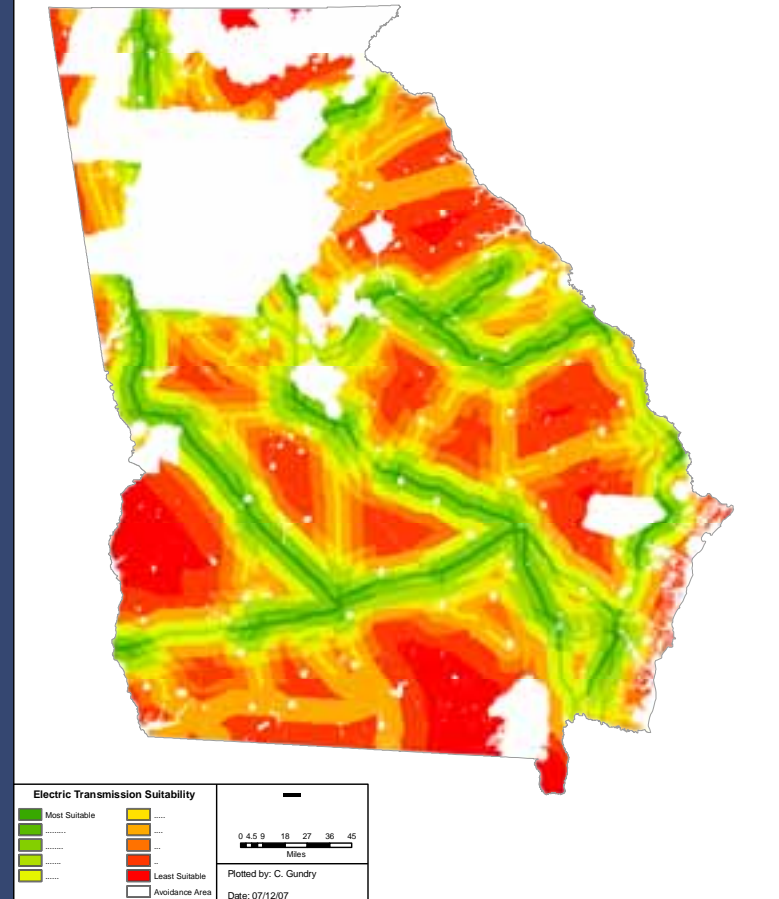 Electric Transmission Suitability
Most Suitable
.........
........
.......
......
.....
....
...
..
Least Suitable
Avoidance Area
0 4.5 9 18 27 36 45
Miles
Plotted by: C. Gundry
Date: 07/12/07